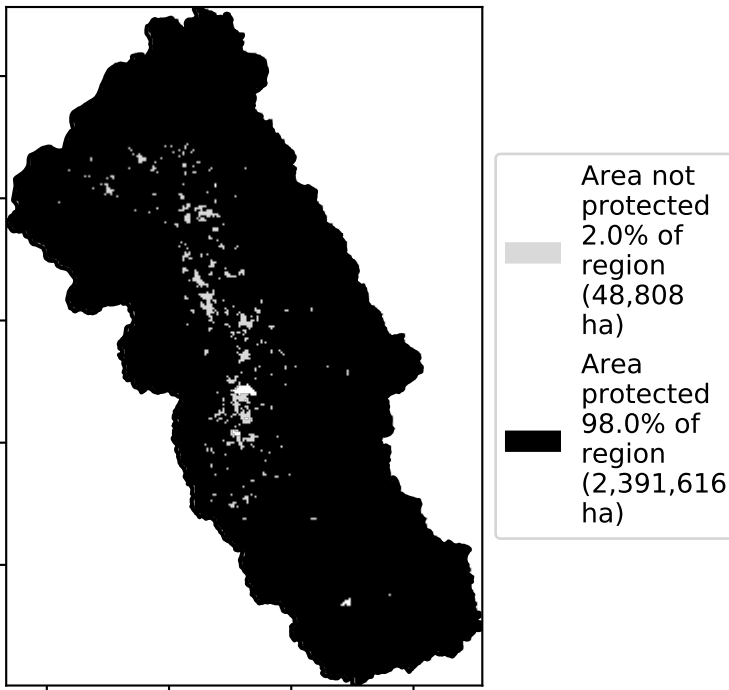 Area not
protected
2.0% of
region
(48,808
ha)
Area
protected
98.0% of
region
(2,391,616
ha)